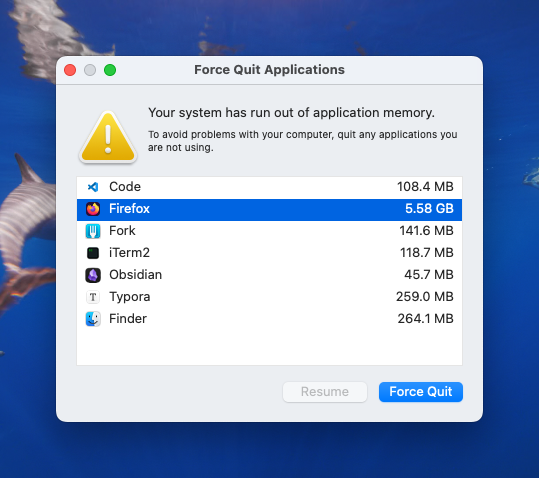 Force Quit Applications
Your system has run out of application memory.
To avoid problems with your computer, quit any applications you
are not using.
Code 108.4 MB
Firefox 5.58 GB
Fork 141.6 MB
iTerm2 118.7 MB
Obsidian 45.7 MB
T Typora 259.0 MB
Finder 264.1 MB
Resume Force Quit